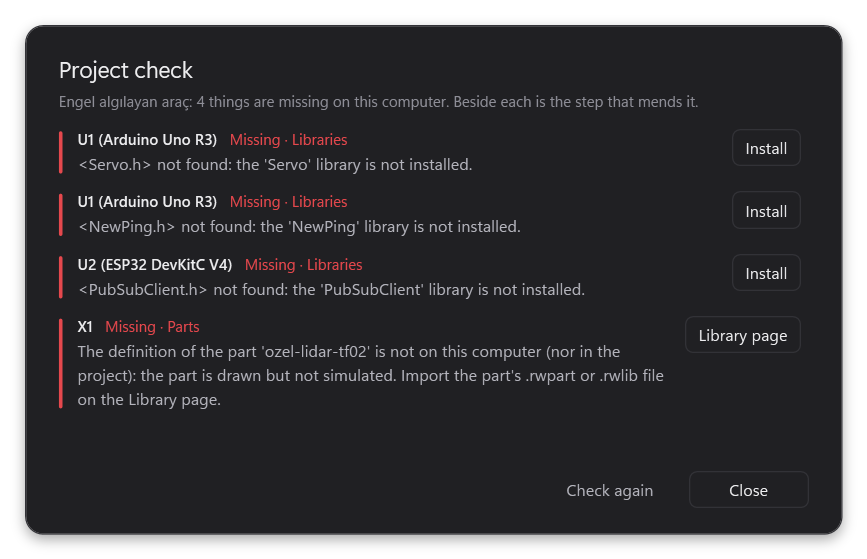 Project check
Engel algılayan araç: 4 things are missing on this computer. Beside each is the step that mends it.
U1 (Arduino Uno R3) Missing · Libraries
<Servo.h> not found: the 'Servo' library is not installed.
Install
U1 (Arduino Uno R3) Missing · Libraries
<NewPing.h> not found: the 'NewPing' library is not installed.
Install
U2 (ESP32 DevKitC V4) Missing · Libraries
<PubSubClient.h> not found: the 'PubSubClient' library is not installed.
Install
X1 Missing · Parts
The definition of the part 'ozel-lidar-tf02' is not on this computer (nor in the
project): the part is drawn but not simulated. Import the part's .rwpart or .rwlib file
on the Library page.
Library page
Check again
Close